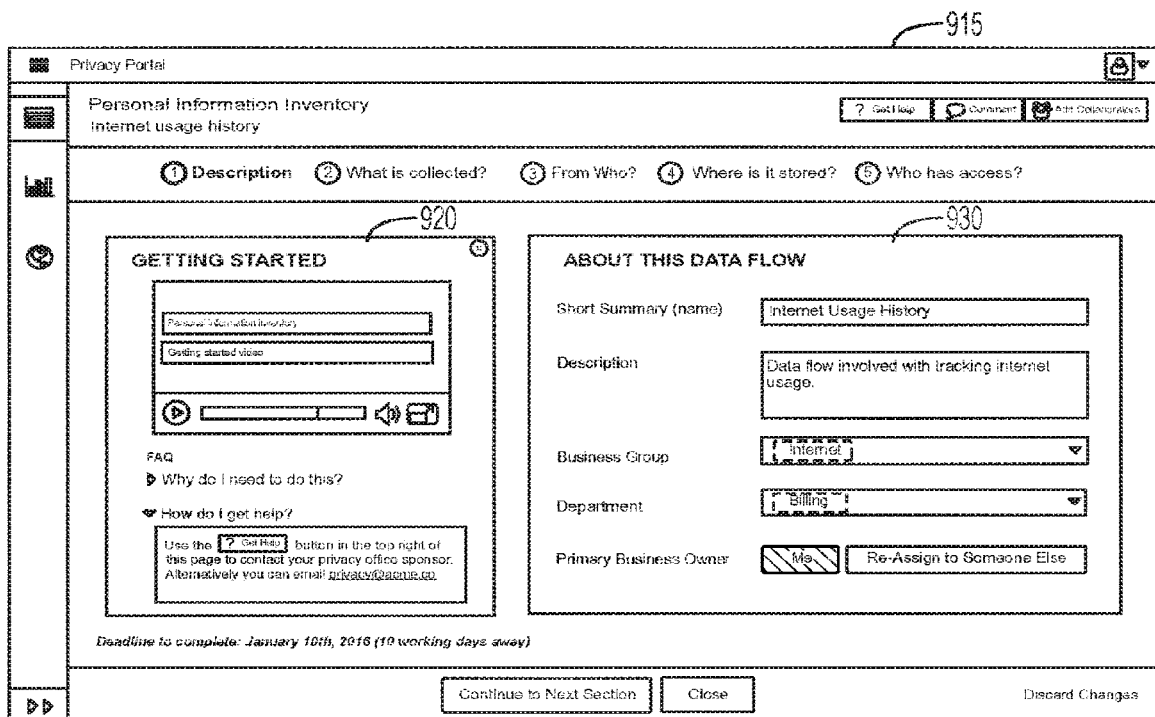 915
Privacy Portal
Personal Information Inventory
Internet usage history
? Get Help Comment Add Collaborators
1 Description 2 What is collected? 3 From Who? 4 Where is it stored? 5 Who has access?
920
930
GETTING STARTED
Personal information inventory
Getting started video
FAQ
Why do I need to do this?
How do I get help?
Use the ? Get Help button in the top right of
this page to contact your privacy office sponsor.
Alternatively you can email privacy@acme.co
ABOUT THIS DATA FLOW
Short Summary (name) Internet Usage History
Description Data flow involved with tracking internet
usage.
Business Group Internet
Department Billing
Primary Business Owner Me Re-Assign to Someone Else
Deadline to complete: January 10th, 2016 (10 working days away)
Continue to Next Section Close Discard Changes